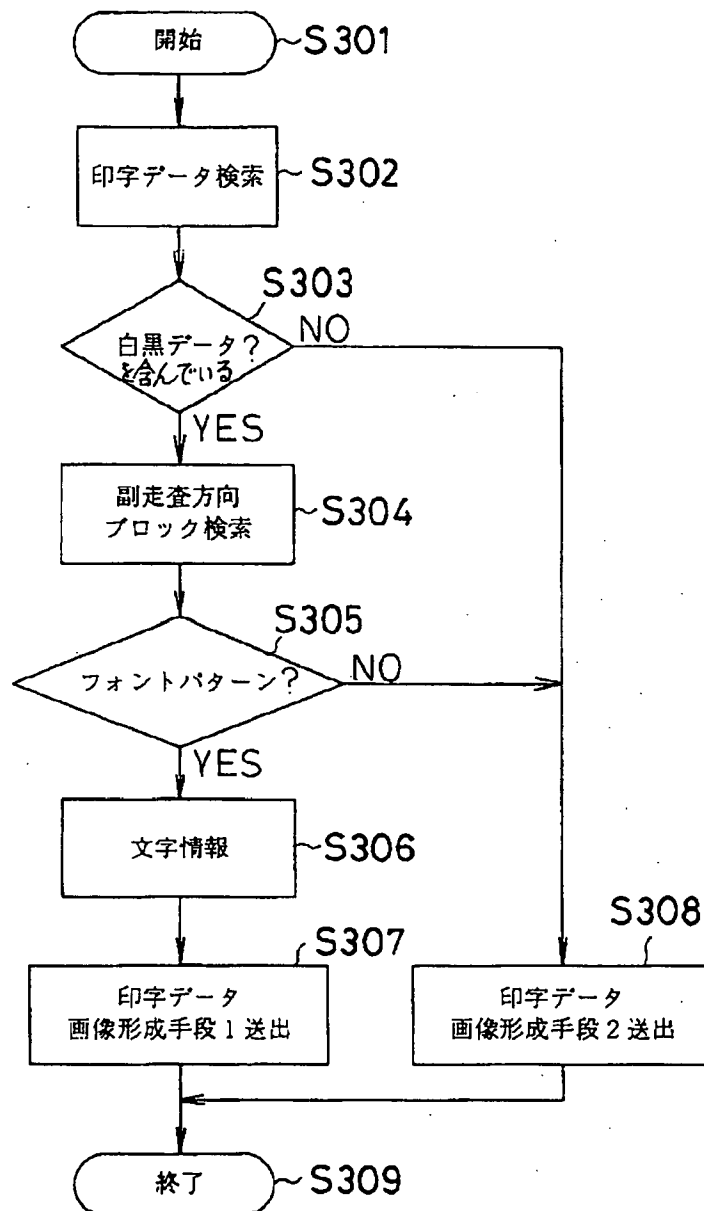 開始
S301
印字データ検索
S302
S303
白黒データ?
を含んでいる
NO
YES
副走査方向
ブロック検索
S304
S305
フォントパターン?
NO
YES
文字情報
S306
S307
印字データ
画像形成手段1送出
S308
印字データ
画像形成手段2送出
終了
S309